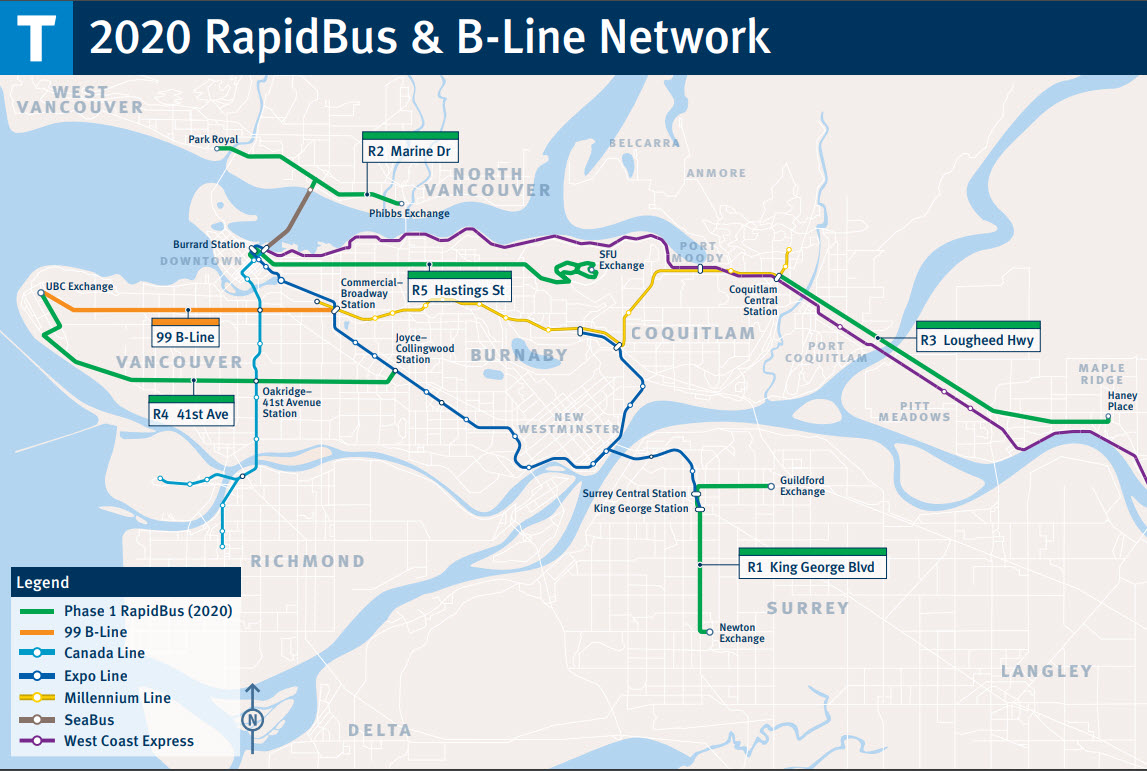 T
2020 RapidBus & B-Line Network
WEST
VANCOUVER
Park Royal
R2 Marine Dr
BELCARRA
ANMORE
NORTH
VANCOUVER
Phibbs Exchange
Burrard Station
DOWNTOWN
PORT
MOODY
SFU
Exchange
UBC Exchange
Commercial–
Broadway
Station
R5 Hastings St
Coquitlam
Central
Station
99 B-Line
VANCOUVER
Joyce–
Collingwood
Station
BURNABY
COQUITLAM
PORT
COQUITLAM
R3 Lougheed Hwy
R4 41st Ave
Oakridge–
41st Avenue
Station
NEW
WESTMINSTER
PITT
MEADOWS
MAPLE
RIDGE
Haney
Place
Surrey Central Station
King George Station
Guildford
Exchange
RICHMOND
R1 King George Blvd
SURREY
Newton
Exchange
LANGLEY
DELTA
Legend
Phase 1 RapidBus (2020)
99 B-Line
Canada Line
Expo Line
Millennium Line
SeaBus
West Coast Express
N